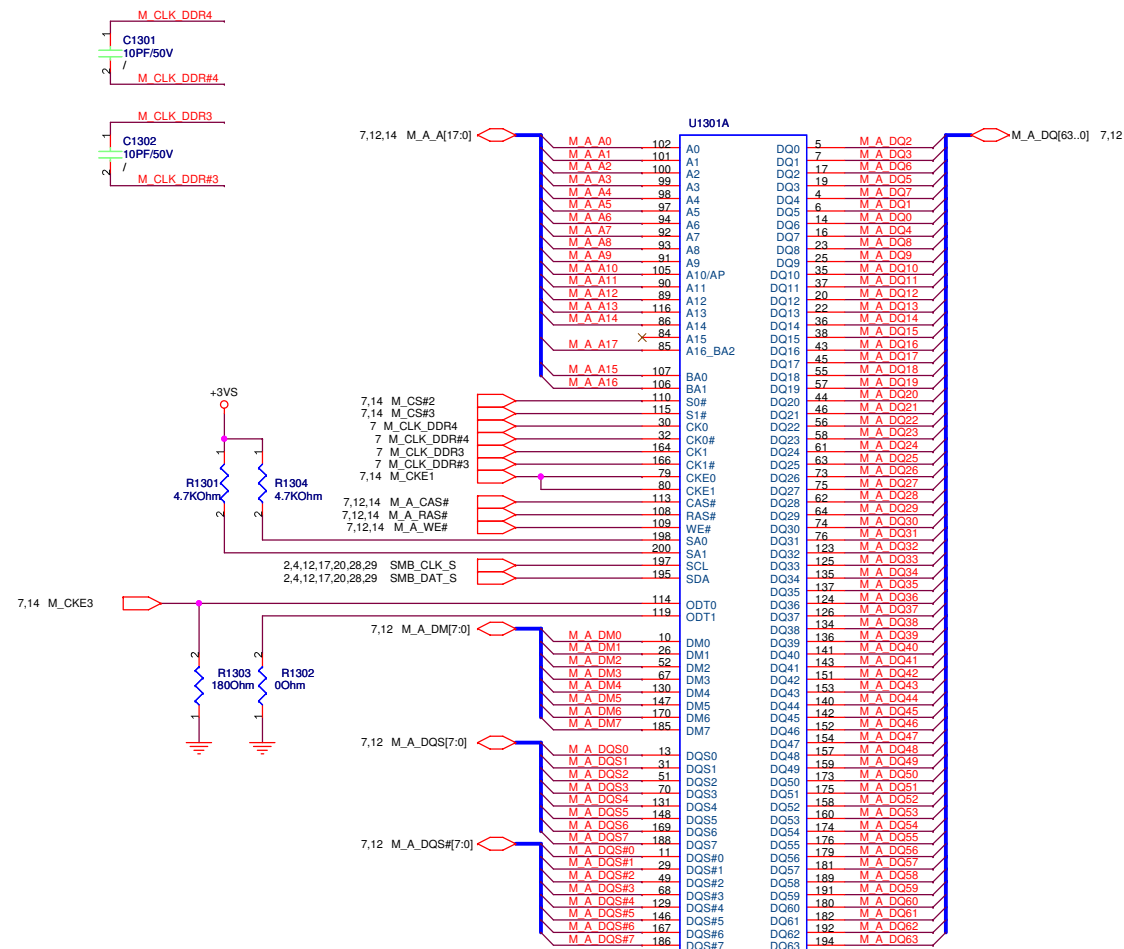 M_CLK_DDR4
1
C1301
10PF/50V
/
2
M_CLK_DDR#4
M_CLK_DDR3
1
C1302
10PF/50V
/
2
M_CLK_DDR#3
U1301A
7,12,14 M_A_A[17:0]
M_A_DQ[63..0] 7,12
M_A_A0 102 A0 DQ0 5 M_A_DQ2
M_A_A1 101 A1 DQ1 7 M_A_DQ3
M_A_A2 100 A2 DQ2 17 M_A_DQ6
M_A_A3 99 A3 DQ3 19 M_A_DQ5
M_A_A4 98 A4 DQ4 4 M_A_DQ7
M_A_A5 97 A5 DQ5 6 M_A_DQ1
M_A_A6 94 A6 DQ6 14 M_A_DQ0
M_A_A7 92 A7 DQ7 16 M_A_DQ4
M_A_A8 93 A8 DQ8 23 M_A_DQ8
M_A_A9 91 A9 DQ9 25 M_A_DQ9
M_A_A10 105 A10/AP DQ10 35 M_A_DQ10
M_A_A11 90 A11 DQ11 37 M_A_DQ11
M_A_A12 89 A12 DQ12 20 M_A_DQ12
M_A_A13 116 A13 DQ13 22 M_A_DQ13
M_A_A14 86 A14 DQ14 36 M_A_DQ14
84 A15 DQ15 38 M_A_DQ15
M_A_A17 85 A16_BA2 DQ16 43 M_A_DQ16
DQ17 45 M_A_DQ17
M_A_A15 107 BA0 DQ18 55 M_A_DQ18
M_A_A16 106 BA1 DQ19 57 M_A_DQ19
7,14 M_CS#2 110 S0# DQ20 44 M_A_DQ20
7,14 M_CS#3 115 S1# DQ21 46 M_A_DQ21
7 M_CLK_DDR4 30 CK0 DQ22 56 M_A_DQ22
7 M_CLK_DDR#4 32 CK0# DQ23 58 M_A_DQ23
7 M_CLK_DDR3 164 CK1 DQ24 61 M_A_DQ24
7 M_CLK_DDR#3 166 CK1# DQ25 63 M_A_DQ25
7,14 M_CKE1 79 CKE0 DQ26 73 M_A_DQ26
80 CKE1 DQ27 75 M_A_DQ27
7,12,14 M_A_CAS# 113 CAS# DQ28 62 M_A_DQ28
7,12,14 M_A_RAS# 108 RAS# DQ29 64 M_A_DQ29
7,12,14 M_A_WE# 109 WE# DQ30 74 M_A_DQ30
198 SA0 DQ31 76 M_A_DQ31
200 SA1 DQ32 123 M_A_DQ32
2,4,12,17,20,28,29 SMB_CLK_S 197 SCL DQ33 125 M_A_DQ33
2,4,12,17,20,28,29 SMB_DAT_S 195 SDA DQ34 135 M_A_DQ34
DQ35 137 M_A_DQ35
+3VS
1
1
R1301
4.7KOhm
R1304
4.7KOhm
2
2
7,14 M_CKE3 114 ODT0 DQ36 124 M_A_DQ36
119 ODT1 DQ37 126 M_A_DQ37
7,12 M_A_DM[7:0] DQ38 134 M_A_DQ38
M_A_DM0 10 DM0 DQ39 136 M_A_DQ39
M_A_DM1 26 DM1 DQ40 141 M_A_DQ40
M_A_DM2 52 DM2 DQ41 143 M_A_DQ41
M_A_DM3 67 DM3 DQ42 151 M_A_DQ42
M_A_DM4 130 DM4 DQ43 153 M_A_DQ43
M_A_DM5 147 DM5 DQ44 140 M_A_DQ44
M_A_DM6 170 DM6 DQ45 142 M_A_DQ45
M_A_DM7 185 DM7 DQ46 152 M_A_DQ46
2
2
R1303
180Ohm
R1302
0Ohm
1
1
7,12 M_A_DQS[7:0] DQ47 154 M_A_DQ47
M_A_DQS0 13 DQS0 DQ48 157 M_A_DQ48
M_A_DQS1 31 DQS1 DQ49 159 M_A_DQ49
M_A_DQS2 51 DQS2 DQ50 173 M_A_DQ50
M_A_DQS3 70 DQS3 DQ51 175 M_A_DQ51
M_A_DQS4 131 DQS4 DQ52 158 M_A_DQ52
M_A_DQS5 148 DQS5 DQ53 160 M_A_DQ53
M_A_DQS6 169 DQS6 DQ54 174 M_A_DQ54
M_A_DQS7 188 DQS7 DQ55 176 M_A_DQ55
7,12 M_A_DQS#[7:0]
M_A_DQS#0 11 DQS#0 DQ56 179 M_A_DQ56
M_A_DQS#1 29 DQS#1 DQ57 181 M_A_DQ57
M_A_DQS#2 49 DQS#2 DQ58 189 M_A_DQ58
M_A_DQS#3 68 DQS#3 DQ59 191 M_A_DQ59
M_A_DQS#4 129 DQS#4 DQ60 180 M_A_DQ60
M_A_DQS#5 146 DQS#5 DQ61 182 M_A_DQ61
M_A_DQS#6 167 DQS#6 DQ62 192 M_A_DQ62
M_A_DQS#7 186 DQS#7 DQ63 194 M_A_DQ63